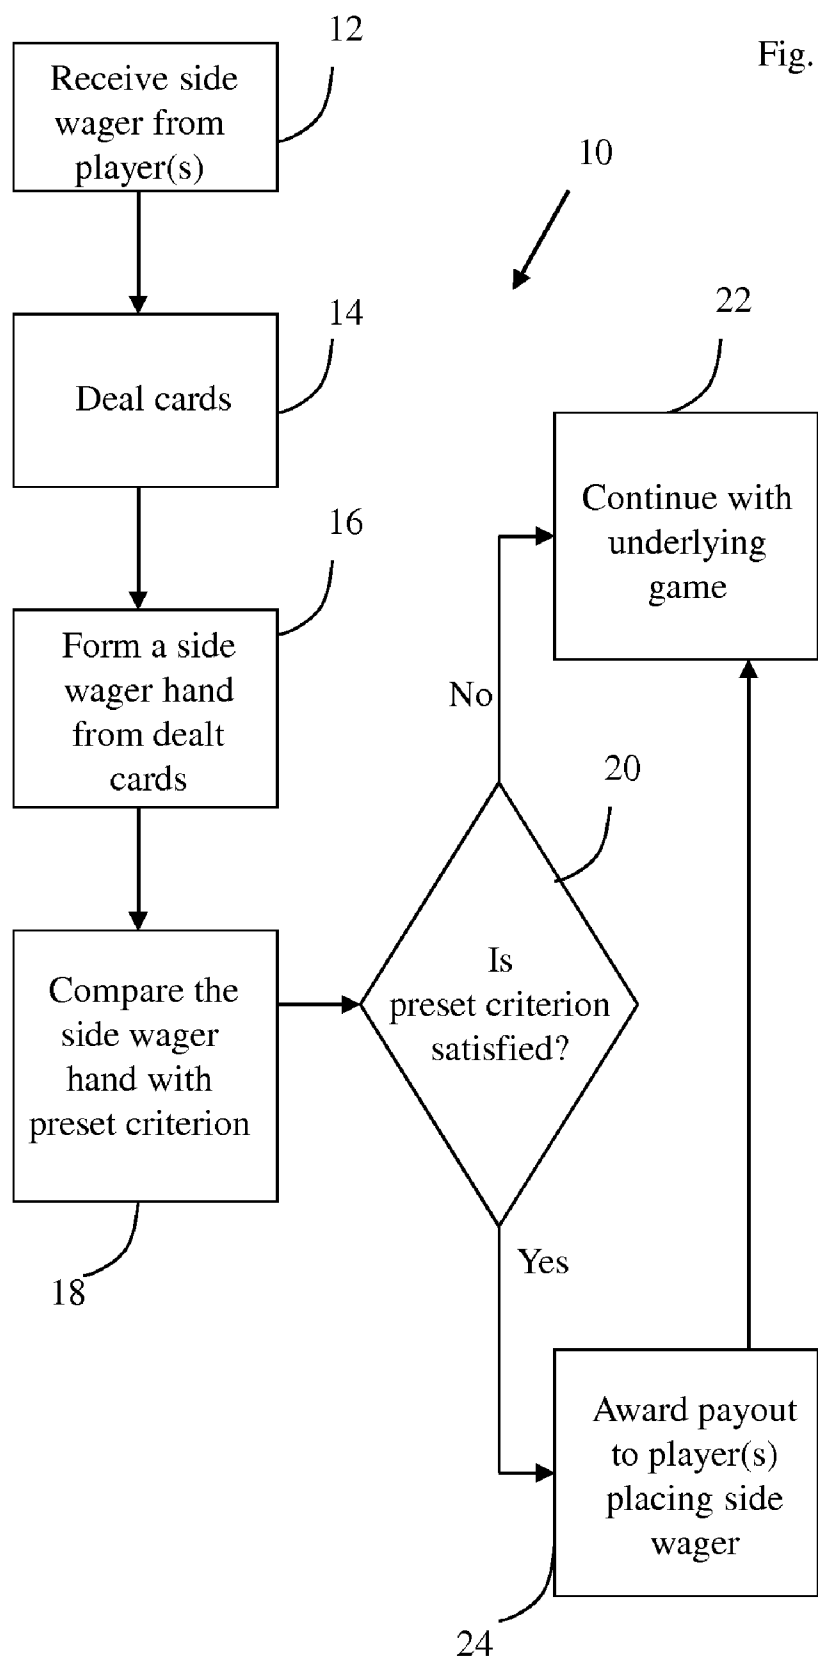 12
Fig.
Receive side
wager from
player(s)
10
14
Deal cards
22
Continue with
underlying
game
16
Form a side
wager hand
from dealt
cards
No
20
Is
preset criterion
satisfied?
Compare the
side wager
hand with
preset criterion
18
Yes
Award payout
to player(s)
placing side
wager
24